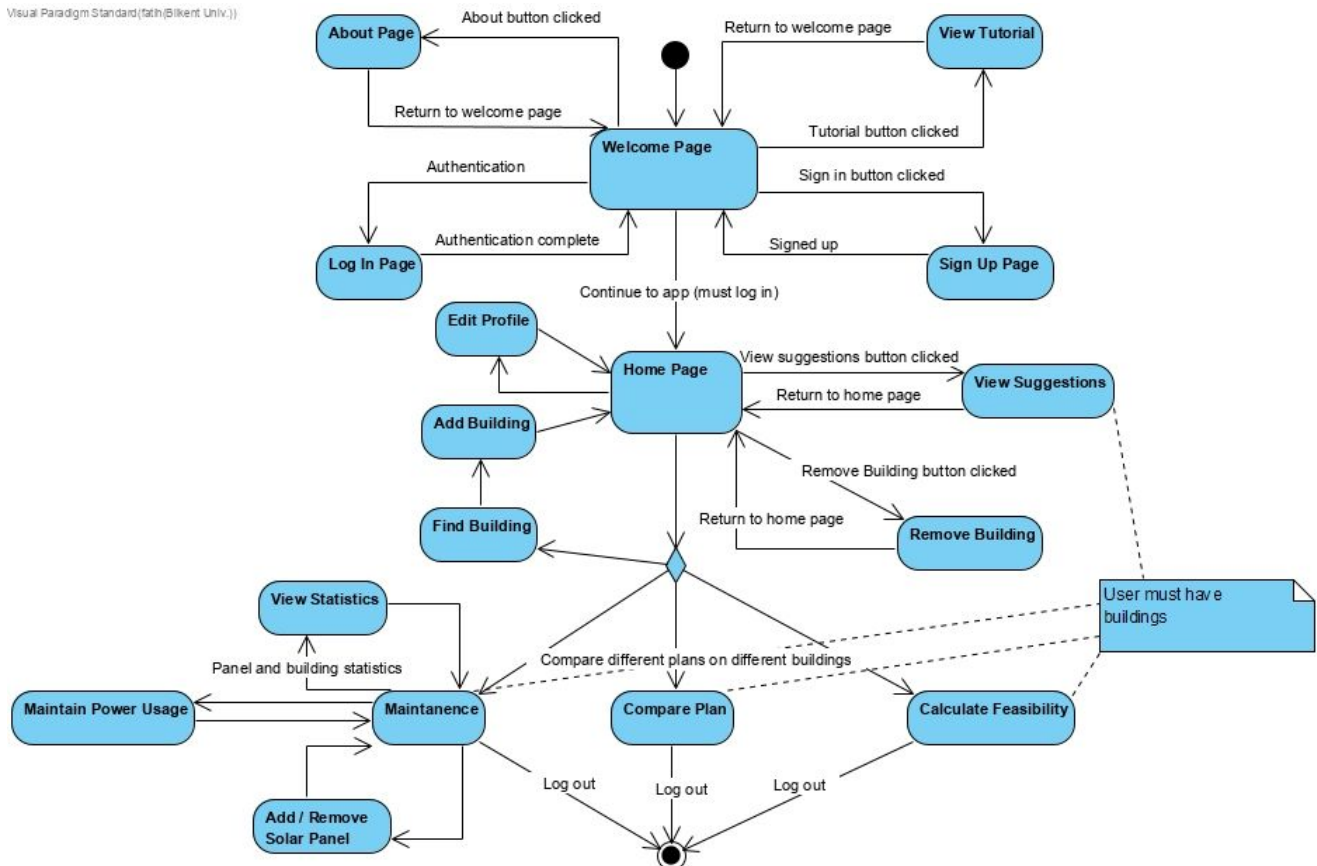 Visual Paradigm Standard(fatih(Bilkent Univ.))
About button clicked
About Page
Return to welcome page
View Tutorial
Return to welcome page
Tutorial button clicked
Welcome Page
Authentication
Sign in button clicked
Authentication complete
Signed up
Log In Page
Sign Up Page
Continue to app (must log in)
Edit Profile
Home Page
View suggestions button clicked
View Suggestions
Return to home page
Add Building
Remove Building button clicked
Find Building
Return to home page
Remove Building
View Statistics
User must have
buildings
Panel and building statistics
Compare different plans on different buildings
Maintain Power Usage
Maintanence
Compare Plan
Calculate Feasibility
Log out
Log out
Log out
Add / Remove
Solar Panel